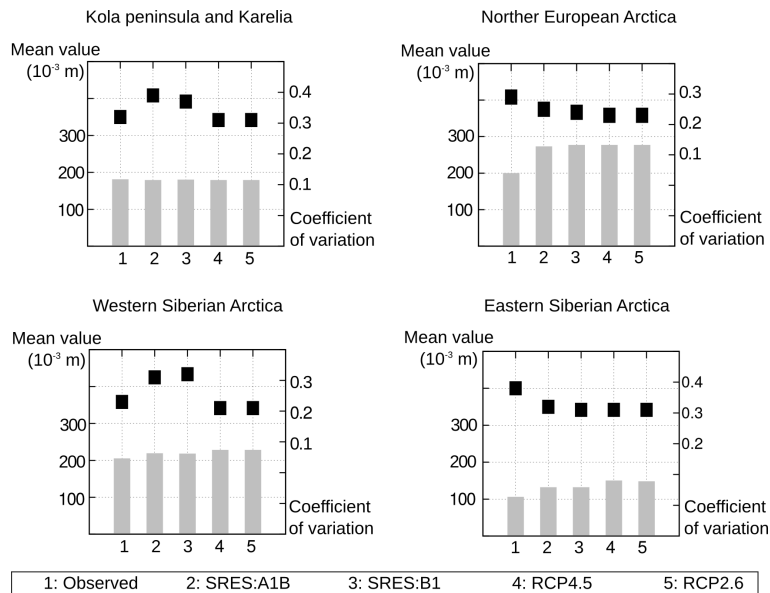 Kola peninsula and Karelia
Mean value
(10⁻³ m)
300
200
100
0.4
0.3
0.2
0.1
Coefficient
of variation
1 2 3 4 5
Norther European Arctica
Mean value
(10⁻³ m)
300
200
100
0.3
0.2
0.1
Coefficient
of variation
1 2 3 4 5
Western Siberian Arctica
Mean value
(10⁻³ m)
300
200
100
0.3
0.2
0.1
Coefficient
of variation
1 2 3 4 5
Eastern Siberian Arctica
Mean value
(10⁻³ m)
300
200
100
0.4
0.3
0.2
Coefficient
of variation
1 2 3 4 5
1: Observed 2: SRES:A1B 3: SRES:B1 4: RCP4.5 5: RCP2.6